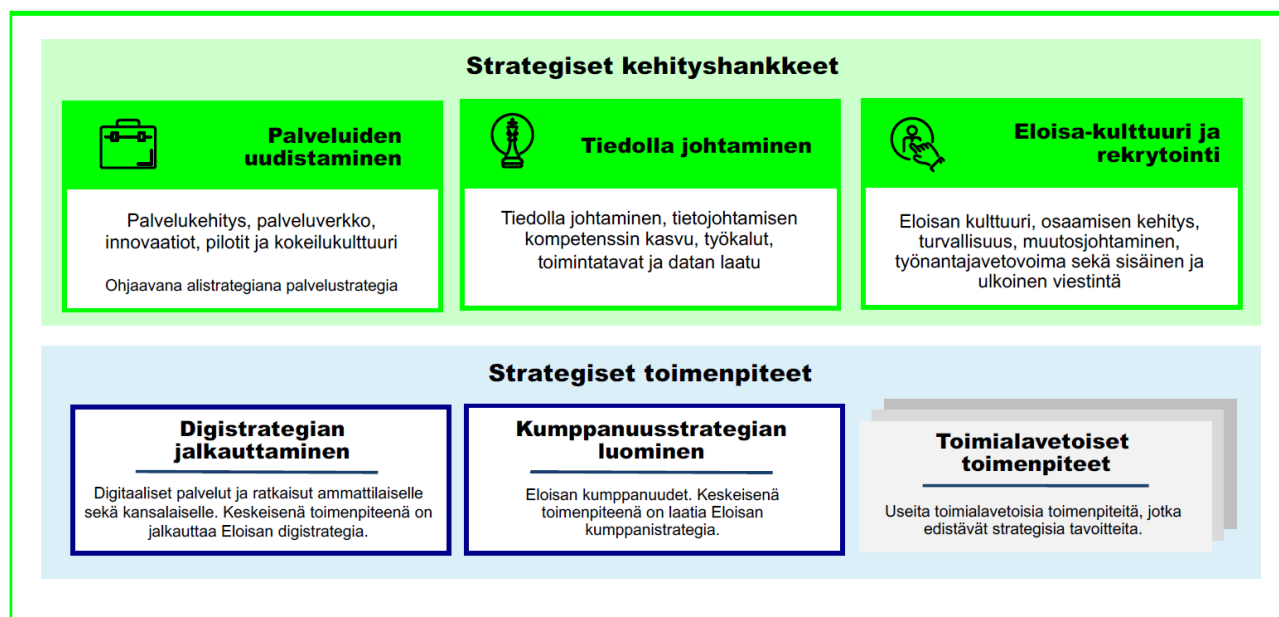 Strategiset kehityshankkeet
Palveluiden
uudistaminen
Palvelukehitys, palveluverkko,
innovaatiot, pilotit ja kokeilukulttuuri
Ohjaavana alistrategiana palvelustrategia
Tiedolla johtaminen
Tiedolla johtaminen, tietojohtamisen
kompetenssin kasvu, työkalut,
toimintatavat ja datan laatu
Eloisa-kulttuuri ja
rekrytointi
Eloisan kulttuuri, osaamisen kehitys,
turvallisuus, muutosjohtaminen,
työnantajavetovoima sekä sisäinen ja
ulkoinen viestintä
Strategiset toimenpiteet
Digistrategian
jalkauttaminen
Digitaaliset palvelut ja ratkaisut ammattilaiselle
sekä kansalaiselle. Keskeisenä toimenpiteenä on
jalkauttaa Eloisan digistrategia.
Kumppanuusstrategian
luominen
Eloisan kumppanuudet. Keskeisenä
toimenpiteenä on laatia Eloisan
kumppanistrategia.
Toimialavetoiset
toimenpiteet
Useita toimialavetoisia toimenpiteitä, jotka
edistävät strategisia tavoitteita.